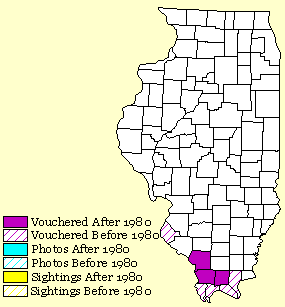 Vouchered After 1980
Vouchered Before 1980
Photos After 1980
Photos Before 1980
Sightings After 1980
Sightings Before 1980